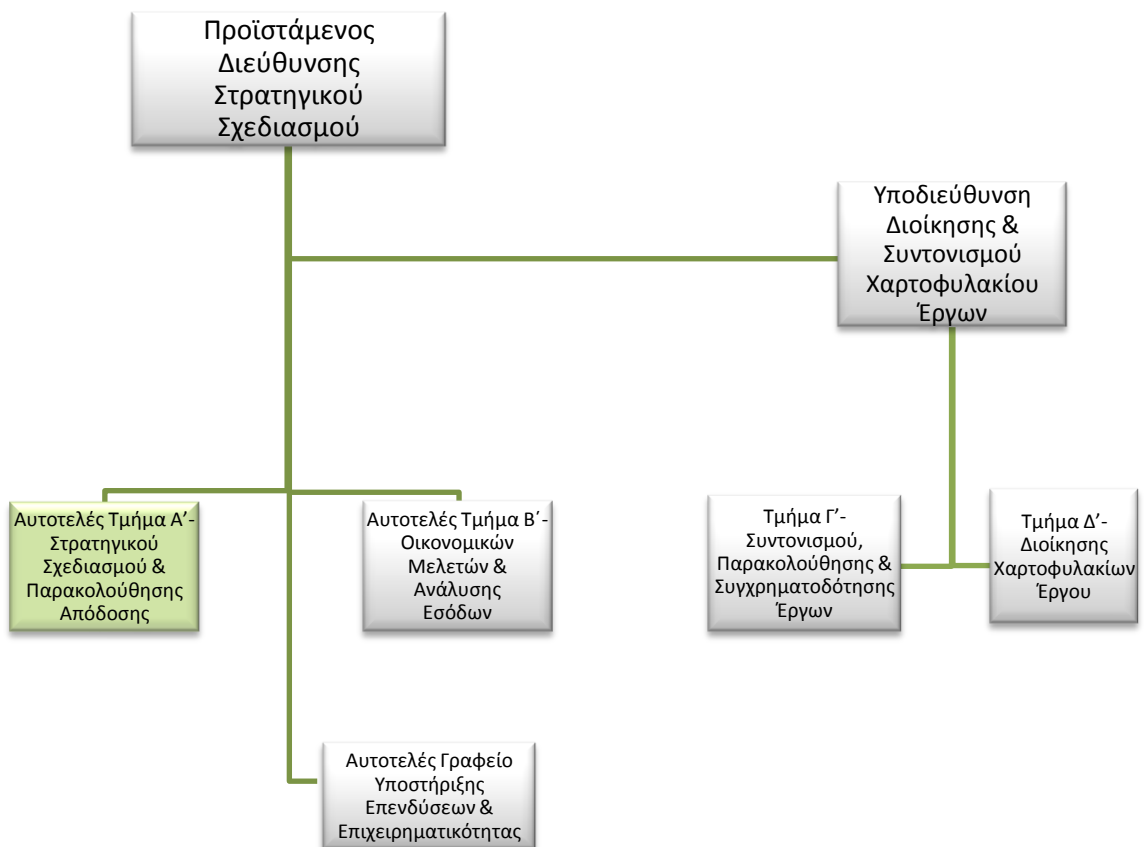 Προϊστάμενος
Διεύθυνσης
Στρατηγικού
Σχεδιασμού
Υποδιεύθυνση
Διοίκησης &
Συντονισμού
Χαρτοφυλακίου
Έργων
Αυτοτελές Τμήμα Α’-
Στρατηγικού
Σχεδιασμού &
Παρακολούθησης
Απόδοσης
Αυτοτελές Τμήμα Β΄-
Οικονομικών
Μελετών &
Ανάλυσης
Εσόδων
Τμήμα Γ’-
Συντονισμού,
Παρακολούθησης &
Συγχρηματοδότησης
Έργων
Τμήμα Δ’-
Διοίκησης
Χαρτοφυλακίων
Έργου
Αυτοτελές Γραφείο
Υποστήριξης
Επενδύσεων &
Επιχειρηματικότητας